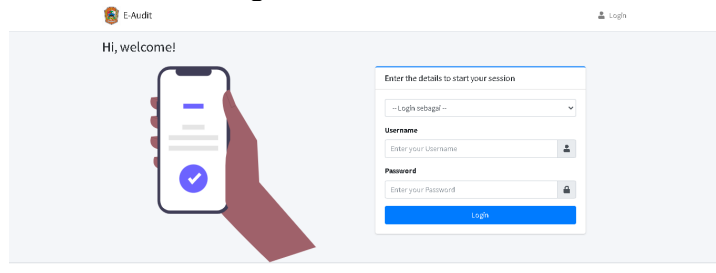 E-Audit
Login
Hi, welcome!
Enter the details to start your session
-- Login sebagai --
Username
Enter your Username
Password
Enter your Password
Login